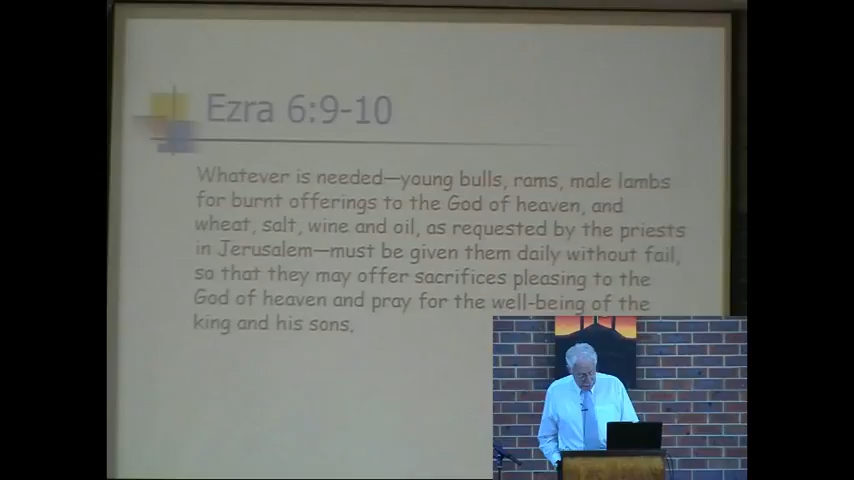 Ezra 6:9-10
Whatever is needed—young bulls, rams, male lambs
for burnt offerings to the God of heaven, and
wheat, salt, wine and oil, as requested by the priests
in Jerusalem—must be given them daily without fail,
so that they may offer sacrifices pleasing to the
God of heaven and pray for the well-being of the
king and his sons.